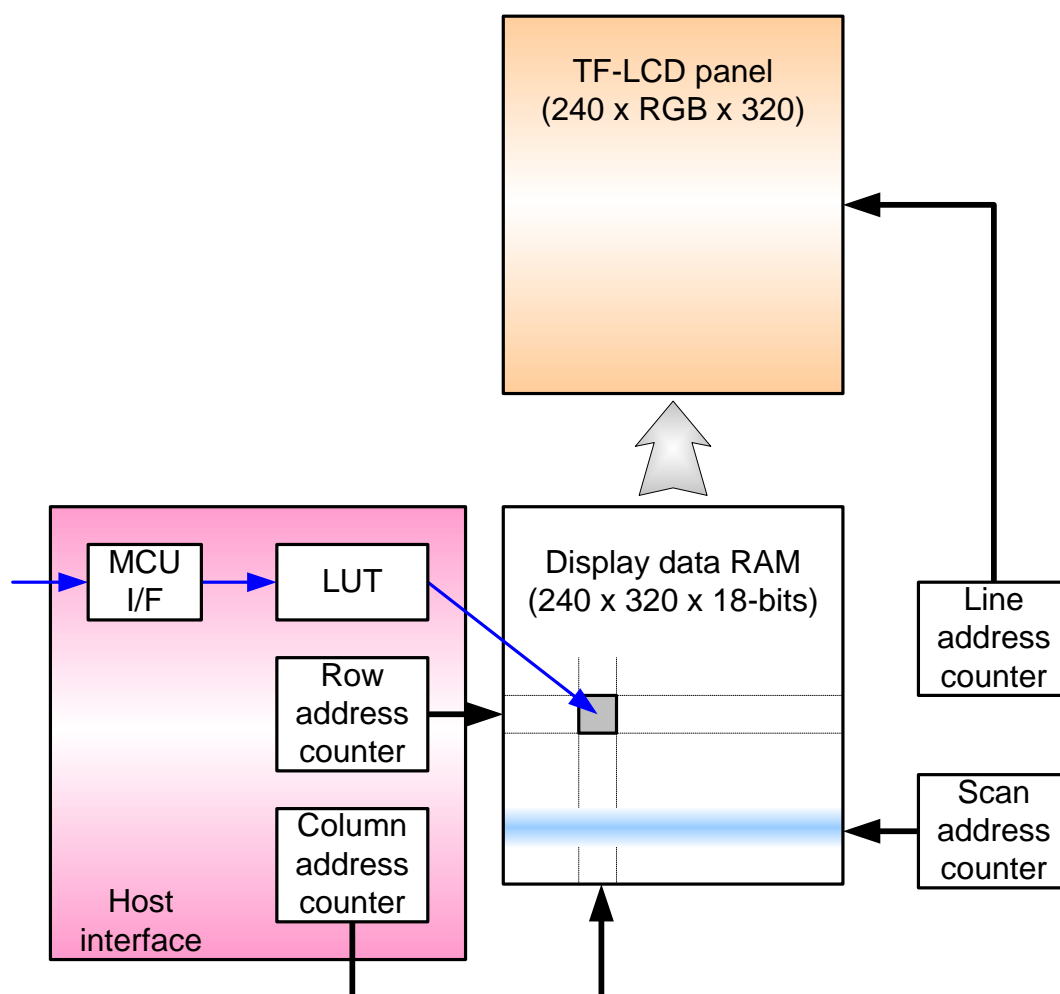 TF-LCD panel
(240 x RGB x 320)
MCU
I/F
LUT
Display data RAM
(240 x 320 x 18-bits)
Line
address
counter
Row
address
counter
Scan
address
counter
Column
address
counter
Host
interface